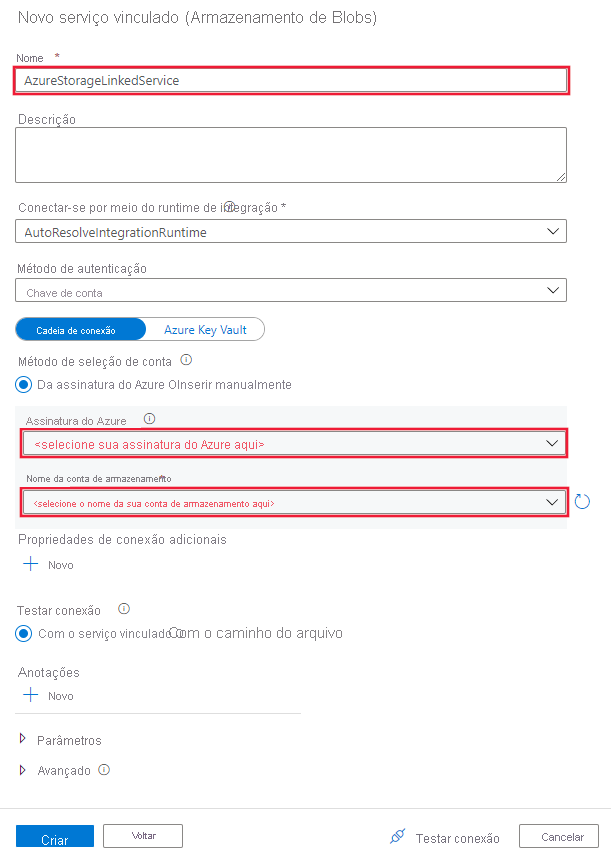 Novo serviço vinculado (Armazenamento de Blobs)
Nome *
AzureStorageLinkedService
Descrição
Conectar-se por meio do runtime de integração *
AutoResolveIntegrationRuntime
Método de autenticação
Chave de conta
Cadeia de conexão Azure Key Vault
Método de seleção de conta
Da assinatura do Azure OInserir manualmente
Assinatura do Azure
<selecione sua assinatura do Azure aqui>
Nome da conta de armazenamento *
<selecione o nome da sua conta de armazenamento aqui>
Propriedades de conexão adicionais
Novo
Testar conexão
Com o serviço vinculado O Com o caminho do arquivo
Anotações
Novo
Parâmetros
Avançado
Criar Voltar Testar conexão Cancelar